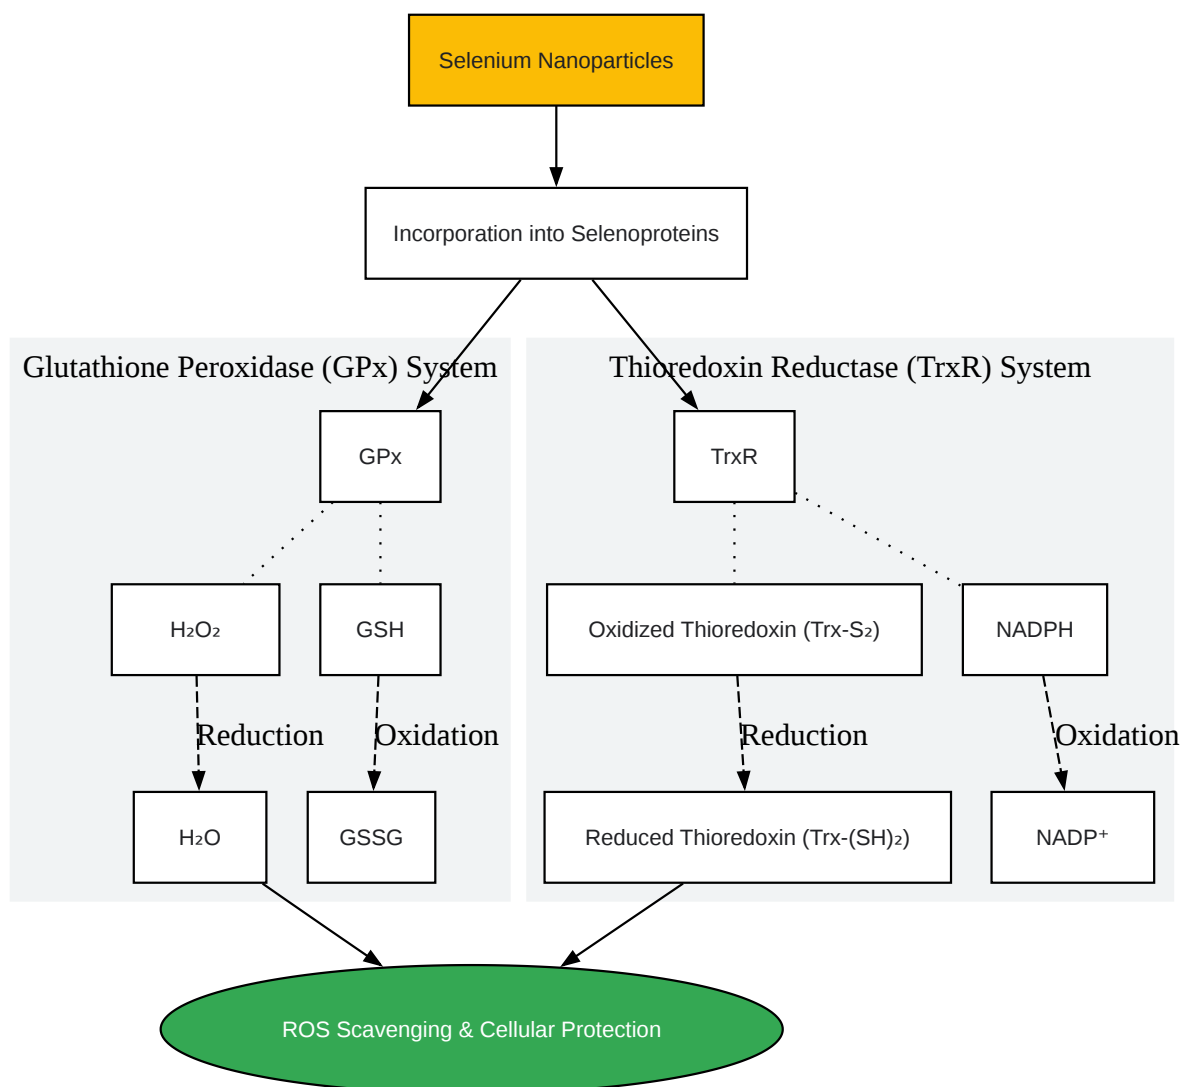 Selenium Nanoparticles
Incorporation into Selenoproteins
Glutathione Peroxidase (GPx) System
Thioredoxin Reductase (TrxR) System
GPx
TrxR
H₂O₂
GSH
Oxidized Thioredoxin (Trx-S₂)
NADPH
Reduction
Oxidation
Reduction
Oxidation
H₂O
GSSG
Reduced Thioredoxin (Trx-(SH)₂)
NADP⁺
ROS Scavenging & Cellular Protection